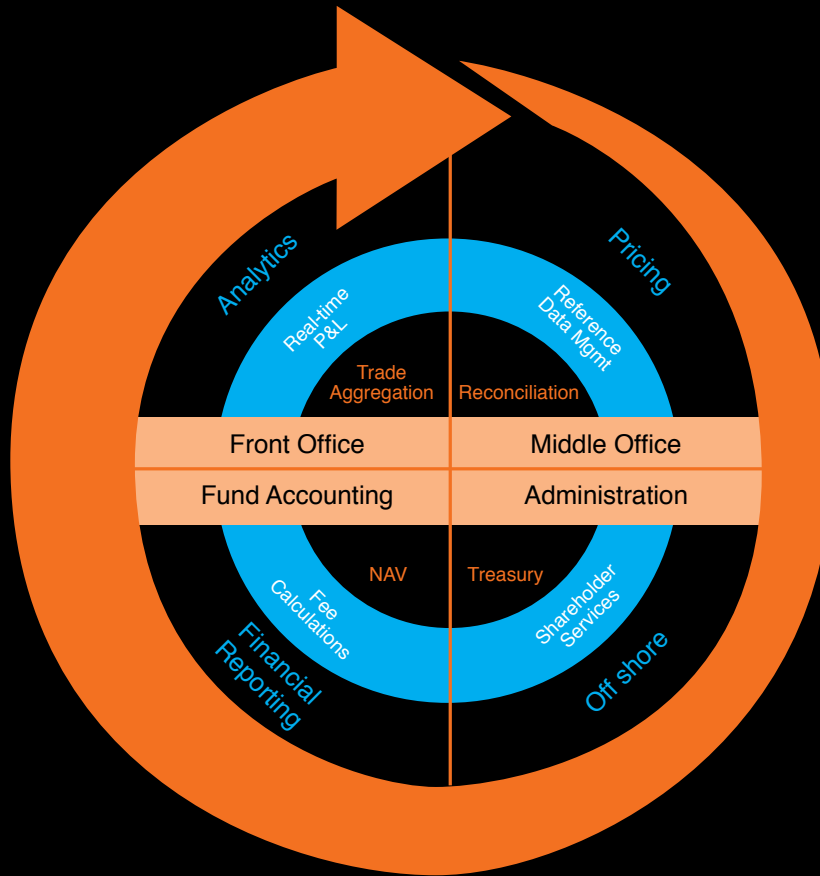 Analytics
Pricing
Real-time
P&L
Reference
Data Mgmt
Trade
Aggregation
Reconciliation
Front Office
Middle Office
Fund Accounting
Administration
NAV
Treasury
Fee
Calculations
Shareholder
Services
Financial
Reporting
Off shore